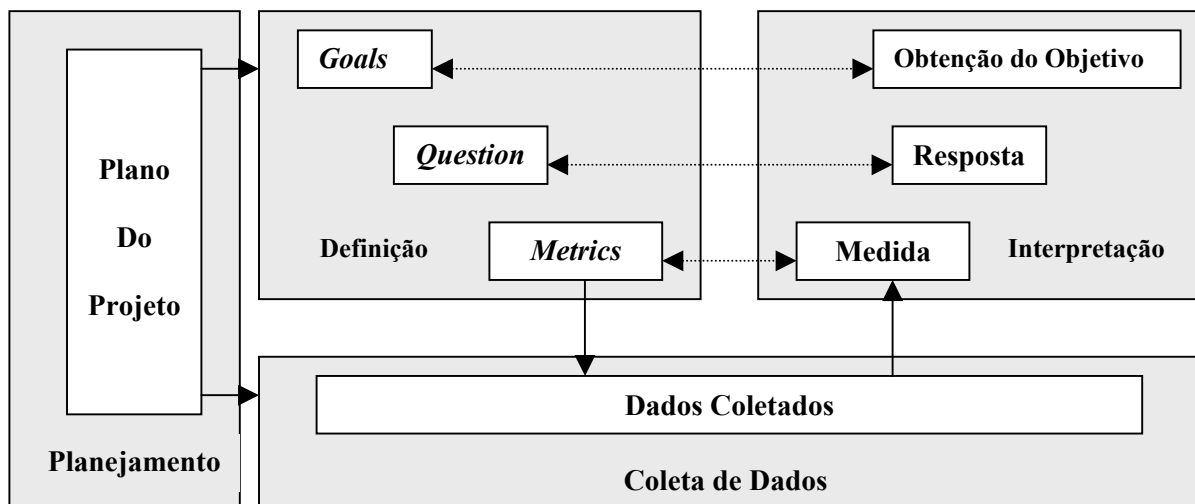 Goals
Obtenção do Objetivo
Plano
Do
Projeto
Question
Resposta
Definição
Metrics
Medida
Interpretação
Dados Coletados
Planejamento
Coleta de Dados